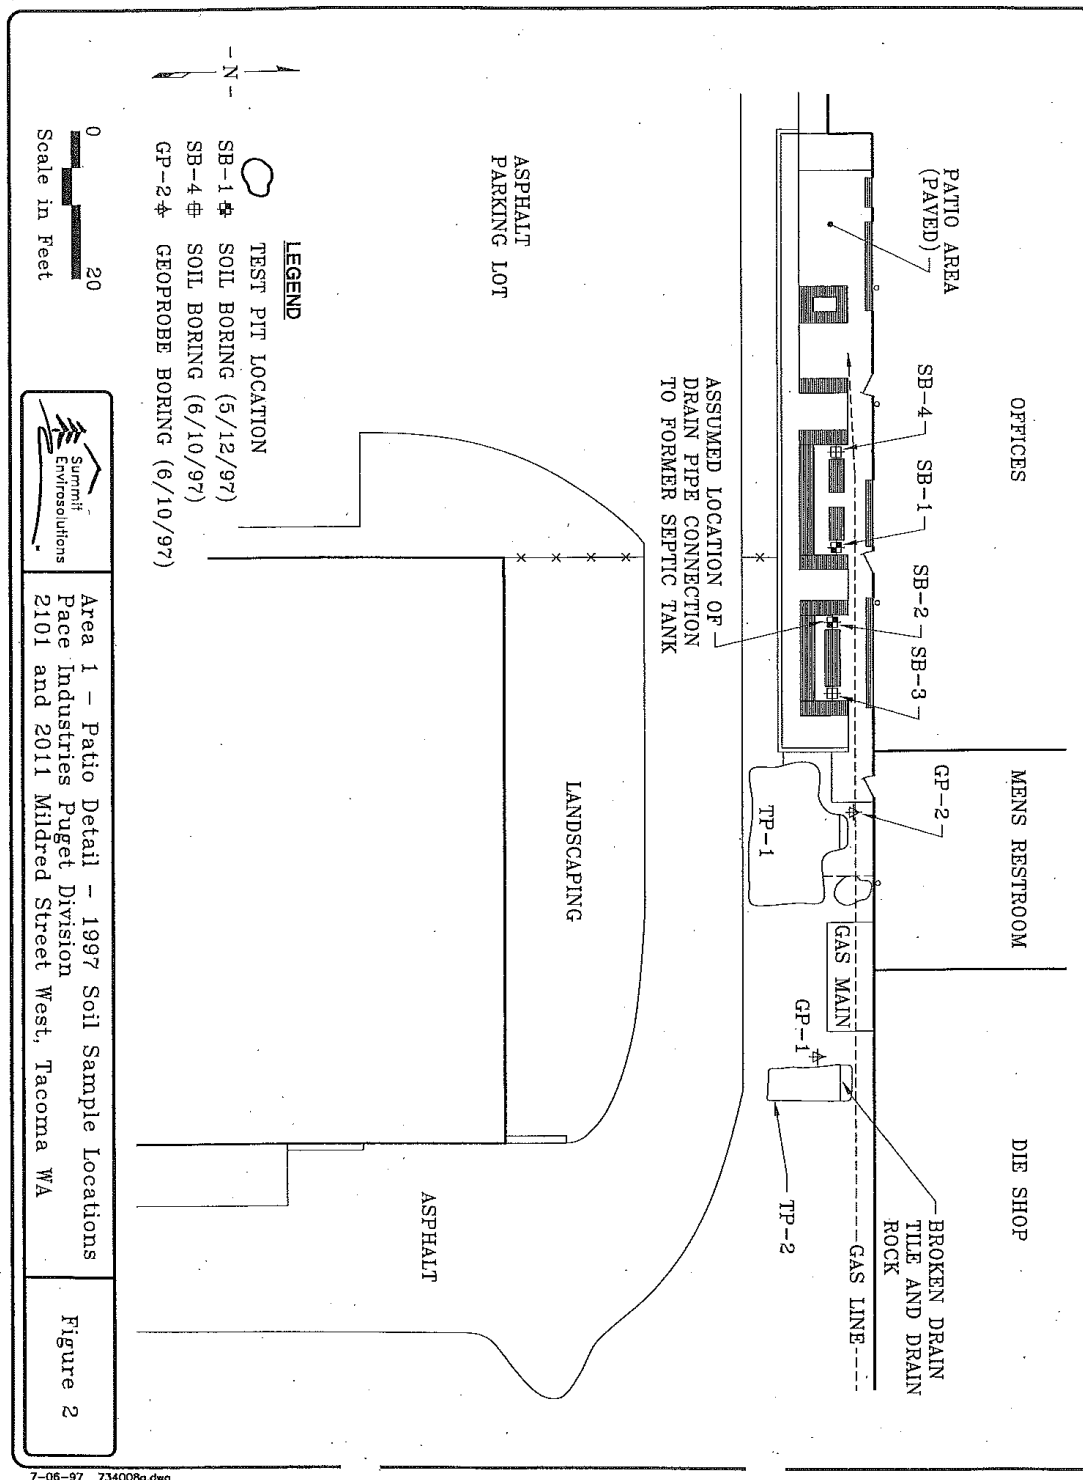 OFFICES
MENS RESTROOM
DIE SHOP
PATIO AREA
(PAVED)
SB-4
SB-1
SB-2
SB-3
GP-2
BROKEN DRAIN
TILE AND DRAIN
ROCK
GAS LINE
GAS MAIN
GP-1
TP-1
TP-2
ASSUMED LOCATION OF
DRAIN PIPE CONNECTION
TO FORMER SEPTIC TANK
ASPHALT
PARKING LOT
LANDSCAPING
ASPHALT
-N-
LEGEND
TEST PIT LOCATION
SB-1 SOIL BORING (5/12/97)
SB-4 SOIL BORING (6/10/97)
GP-2 GEOPROBE BORING (6/10/97)
0 20
Scale in Feet
Summit
Envirosolutions
Area 1 - Patio Detail - 1997 Soil Sample Locations
Pace Industries Puget Division
2101 and 2011 Mildred Street West, Tacoma WA
Figure 2
7-06-97 734008a.dwg